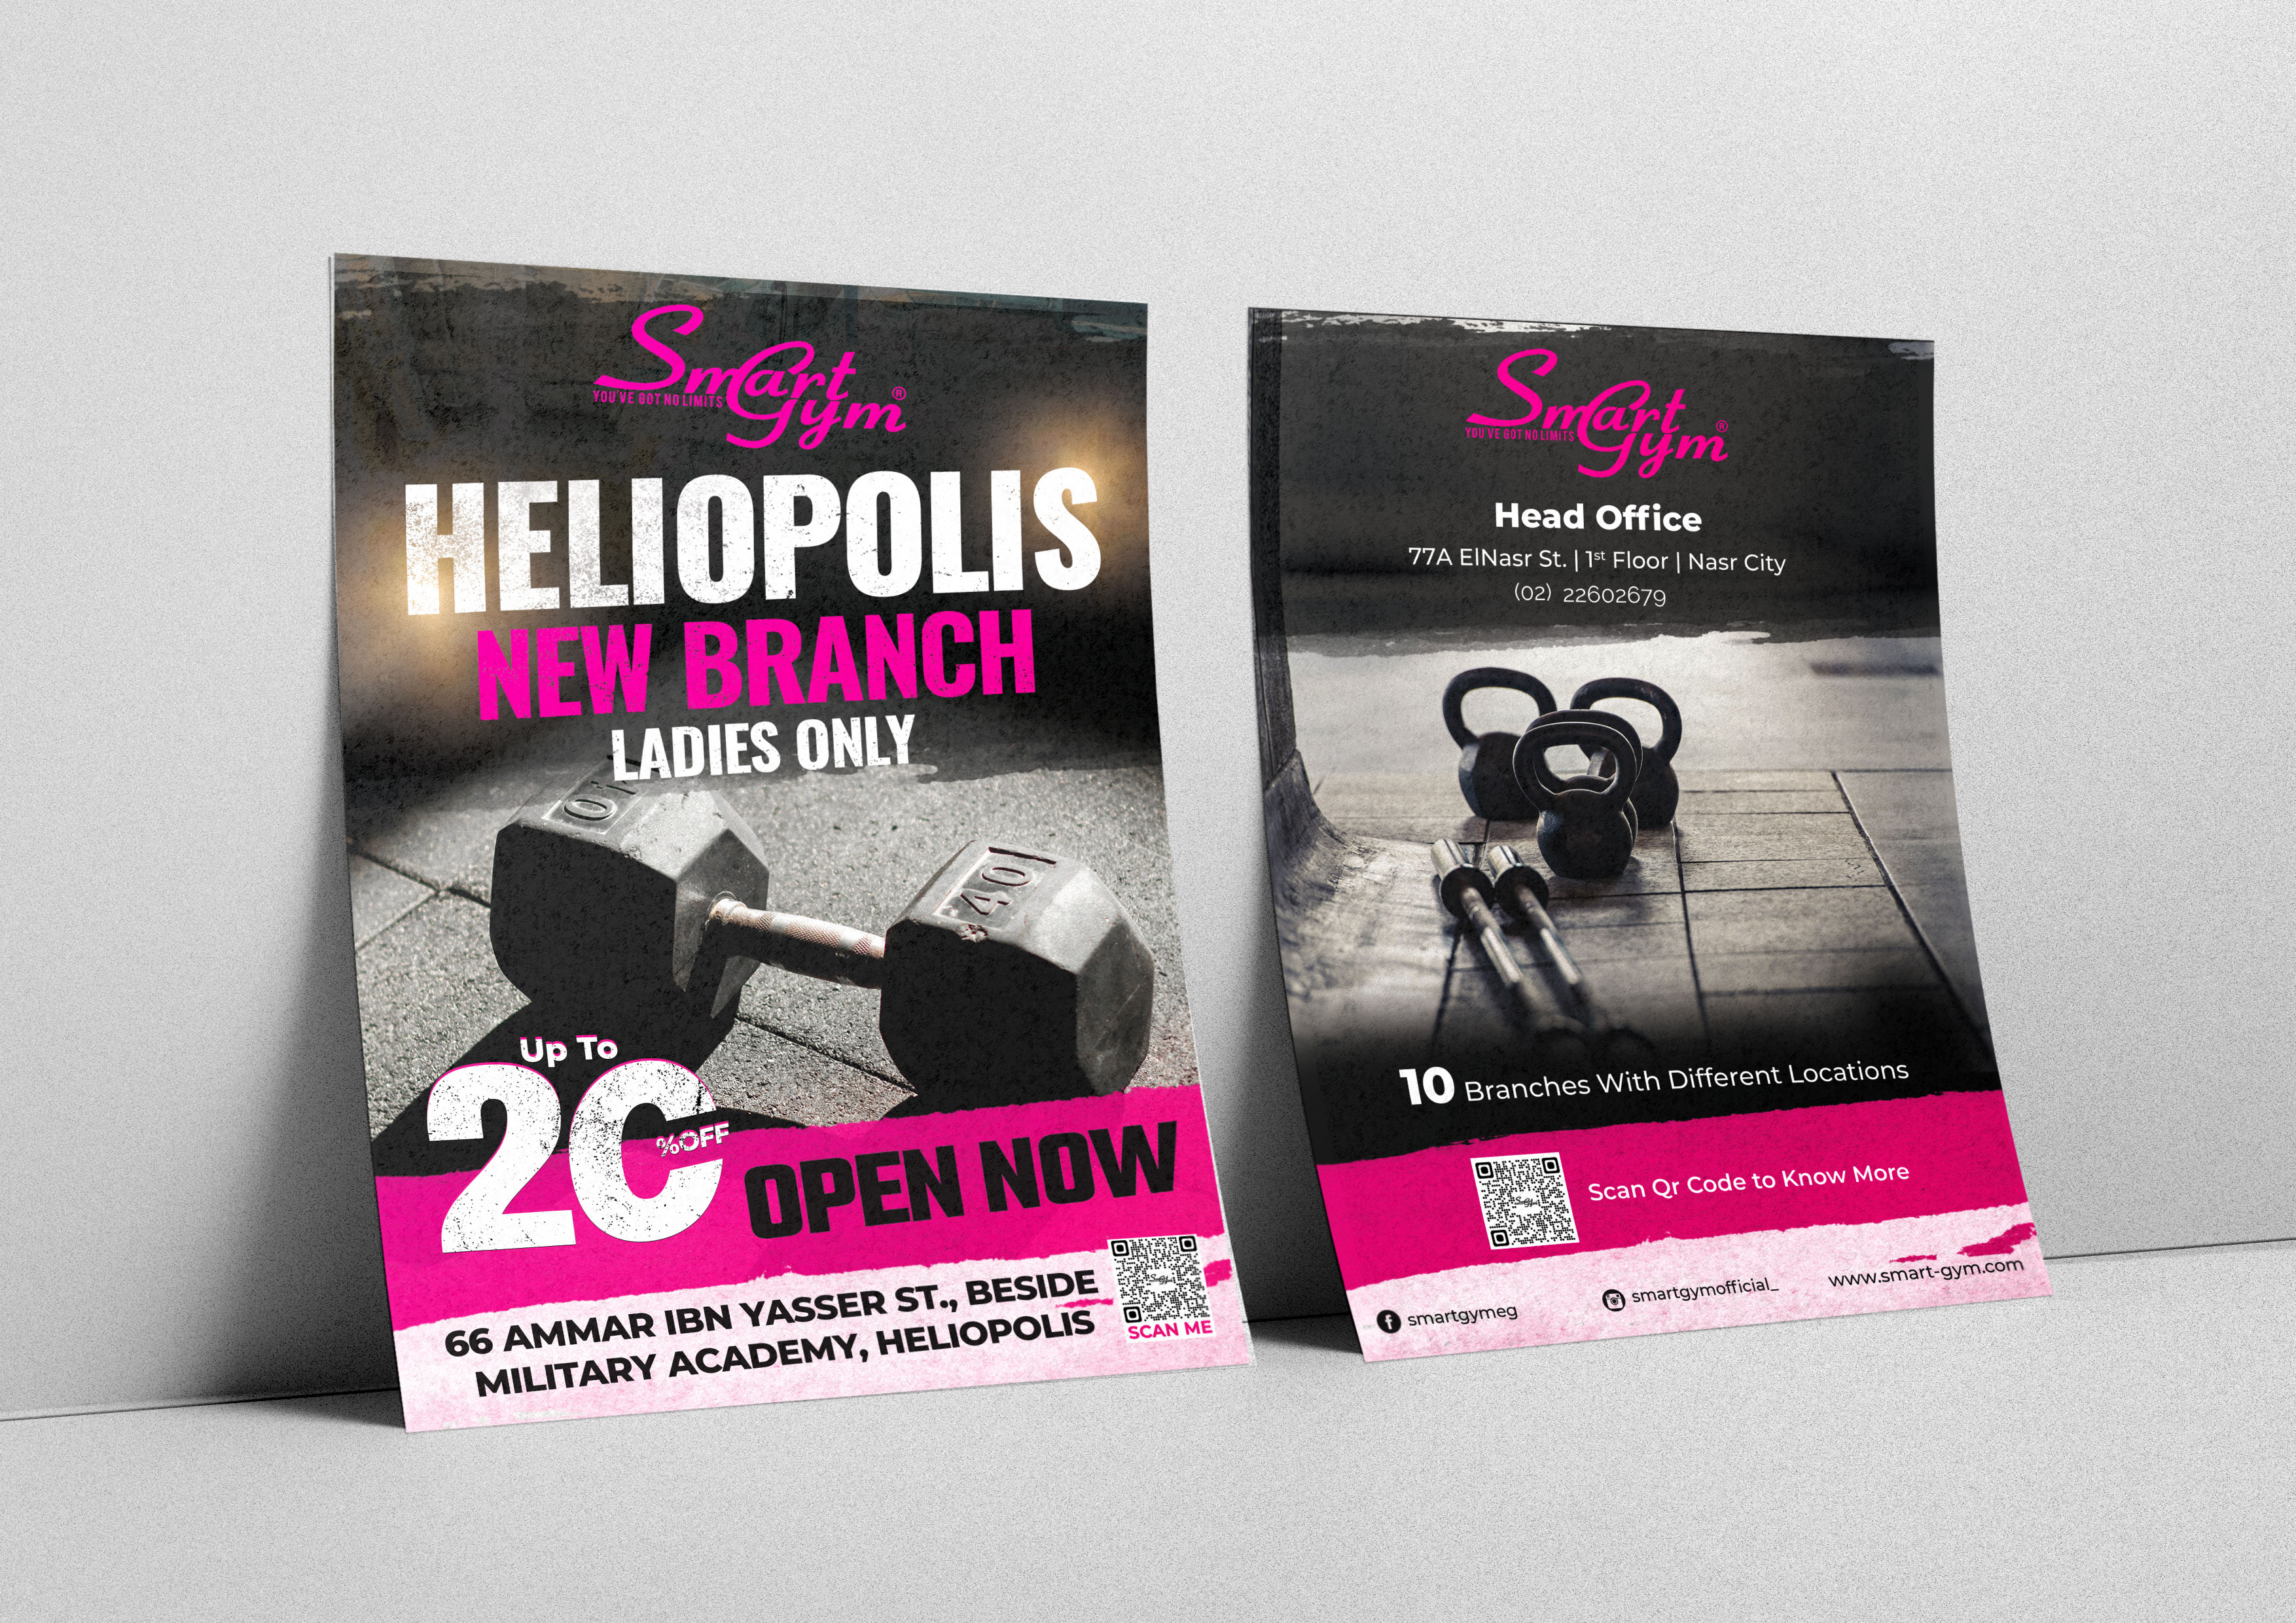 Smart
YOU'VE GOT NO LIMITS
Gym ®
HELIOPOLIS
NEW BRANCH
LADIES ONLY
40
Up To
20
%OFF
OPEN NOW
66 AMMAR IBN YASSER ST., BESIDE
MILITARY ACADEMY, HELIOPOLIS
SCAN ME
Smart
YOU'VE GOT NO LIMITS
Gym ®
Head Office
77A ElNasr St. | 1st Floor | Nasr City
(02) 22602679
10 Branches With Different Locations
Scan Qr Code to Know More
smartgymeg
smartgymofficial_
www.smart-gym.com